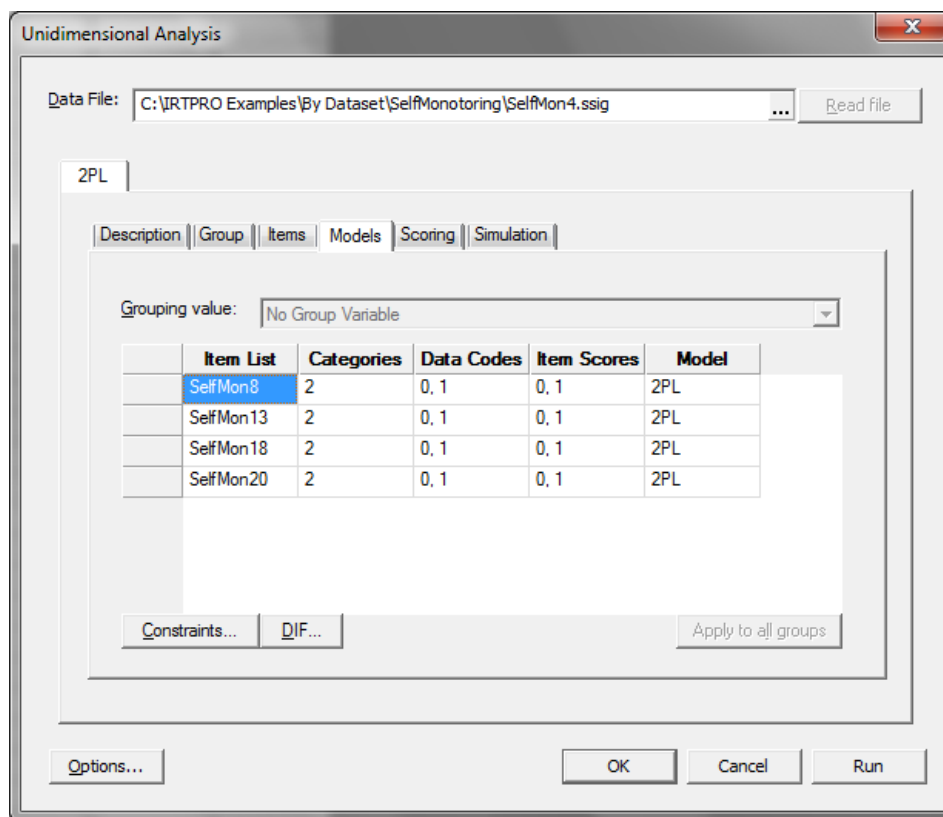 Unidimensional Analysis
Data File: C:\IRTPRO Examples\By Dataset\SelfMonotoring\SelfMon4.ssig ... Read file
2PL
Description Group Items Models Scoring Simulation
Grouping value: No Group Variable
Item List Categories Data Codes Item Scores Model
SelfMon8 2 0, 1 0, 1 2PL
SelfMon13 2 0, 1 0, 1 2PL
SelfMon18 2 0, 1 0, 1 2PL
SelfMon20 2 0, 1 0, 1 2PL
Constraints... DIF... Apply to all groups
Options... OK Cancel Run